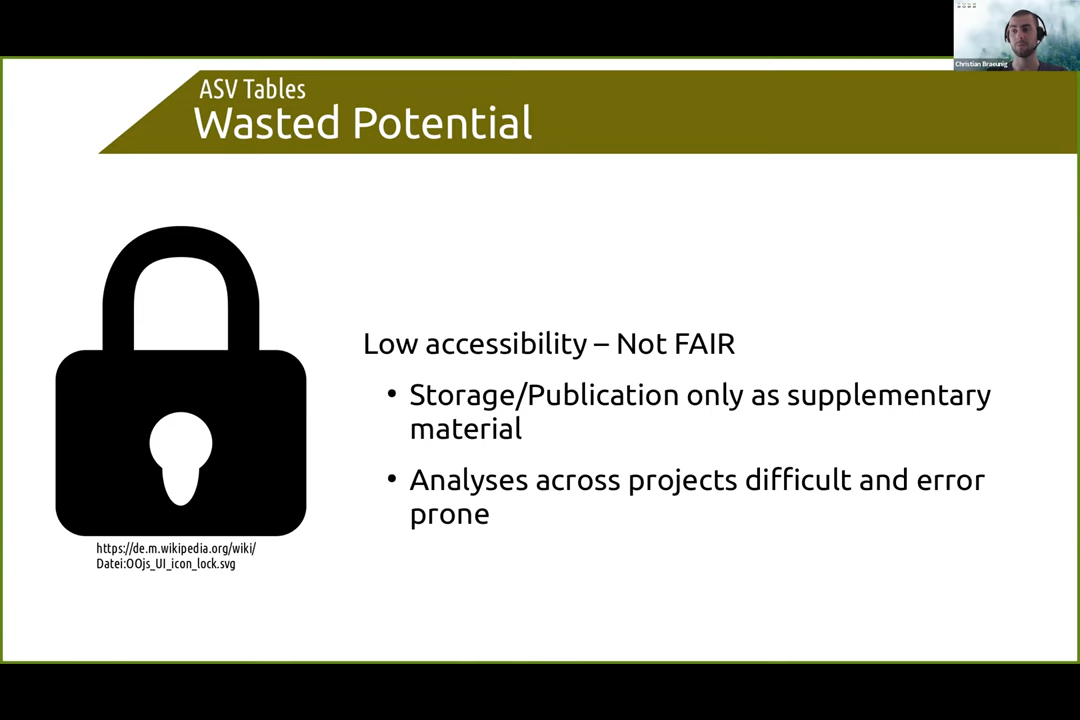 Christian Braeunig
ASV Tables
Wasted Potential
Low accessibility – Not FAIR
• Storage/Publication only as supplementary
material
• Analyses across projects difficult and error
prone
https://de.m.wikipedia.org/wiki/
Datei:OOjs_UI_icon_lock.svg